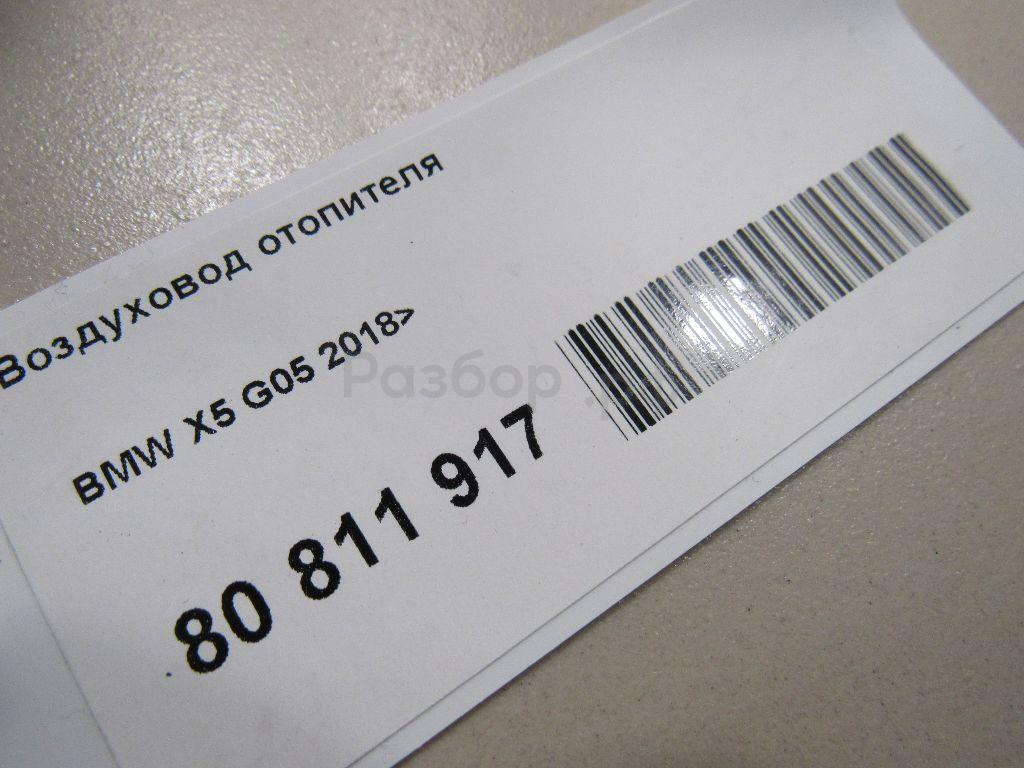 Воздуховод отопителя
BMW X5 G05 2018>
Разбор
80 811 917